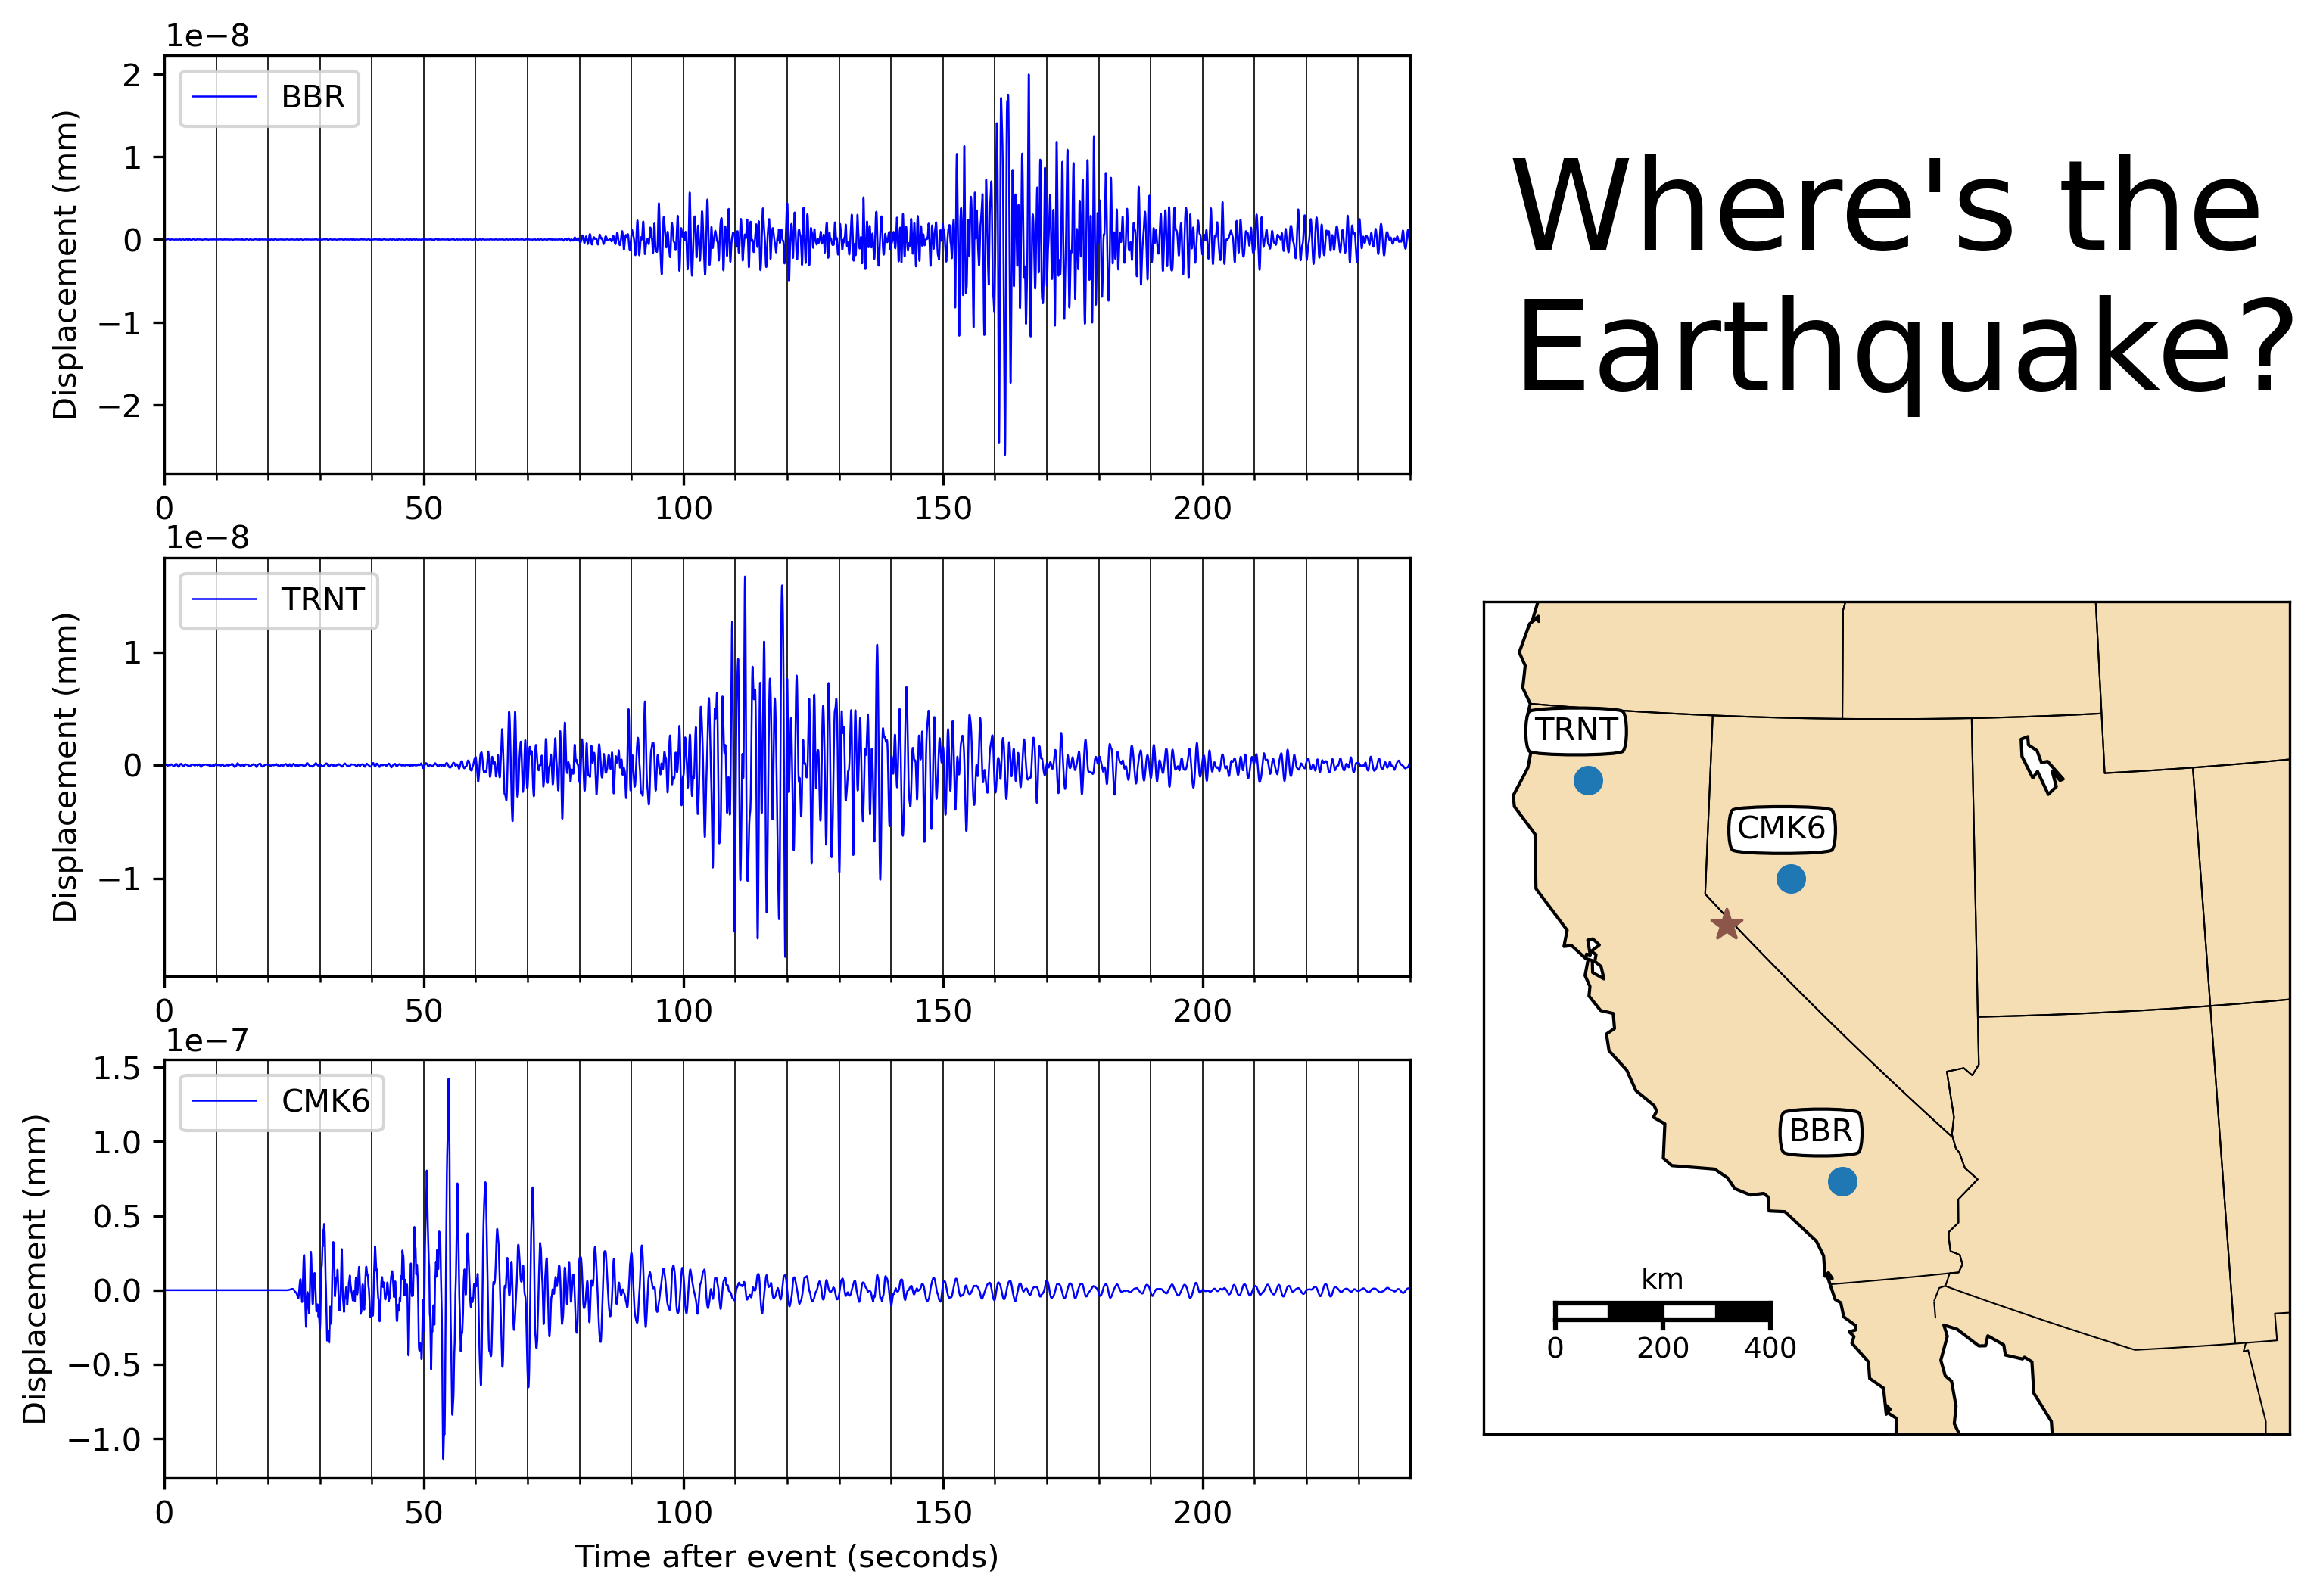 1e−8
BBR
2
1
0
−1
−2
Displacement (mm)
0 50 100 150 200
1e−8
TRNT
1
0
−1
Displacement (mm)
0 50 100 150 200
1e−7
CMK6
1.5
1.0
0.5
0.0
−0.5
−1.0
Displacement (mm)
0 50 100 150 200
Time after event (seconds)
Where's the
Earthquake?
TRNT
CMK6
BBR
km
0 200 400